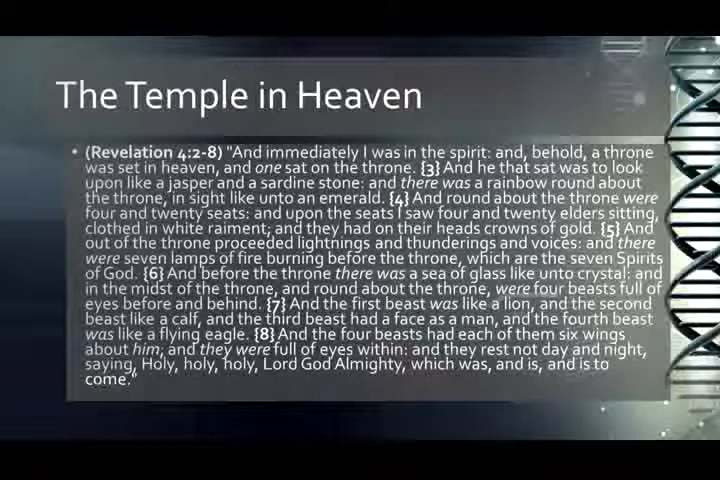 The Temple in Heaven
• (Revelation 4:2-8) "And immediately I was in the spirit: and, behold, a throne
was set in heaven, and one sat on the throne. {3} And he that sat was to look
upon like a jasper and a sardine stone: and there was a rainbow round about
the throne, in sight like unto an emerald. {4} And round about the throne were
four and twenty seats: and upon the seats I saw four and twenty elders sitting,
clothed in white raiment; and they had on their heads crowns of gold. {5} And
out of the throne proceeded lightnings and thunderings and voices: and there
were seven lamps of fire burning before the throne, which are the seven Spirits
of God. {6} And before the throne there was a sea of glass like unto crystal: and
in the midst of the throne, and round about the throne, were four beasts full of
eyes before and behind. {7} And the first beast was like a lion, and the second
beast like a calf, and the third beast had a face as a man, and the fourth beast
was like a flying eagle. {8} And the four beasts had each of them six wings
about him; and they were full of eyes within: and they rest not day and night,
saying, Holy, holy, holy, Lord God Almighty, which was, and is, and is to
come."